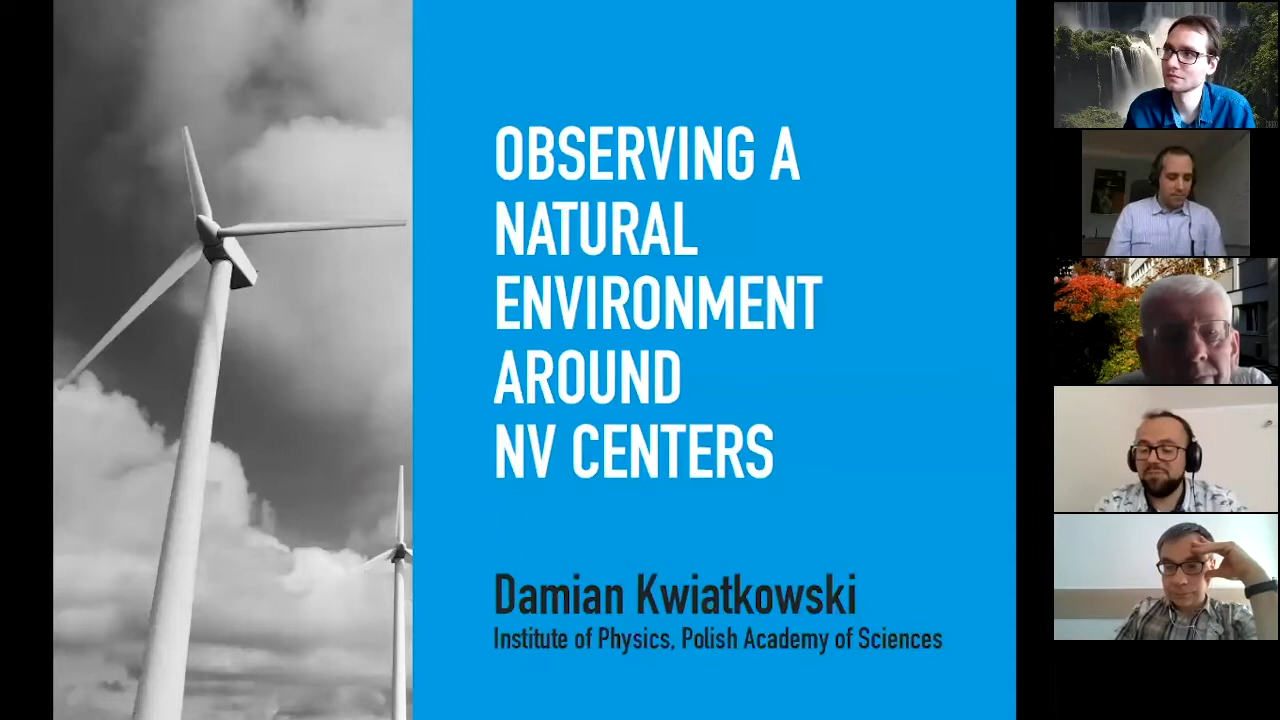 OBSERVING A
NATURAL
ENVIRONMENT
AROUND
NV CENTERS
Damian Kwiatkowski
Institute of Physics, Polish Academy of Sciences